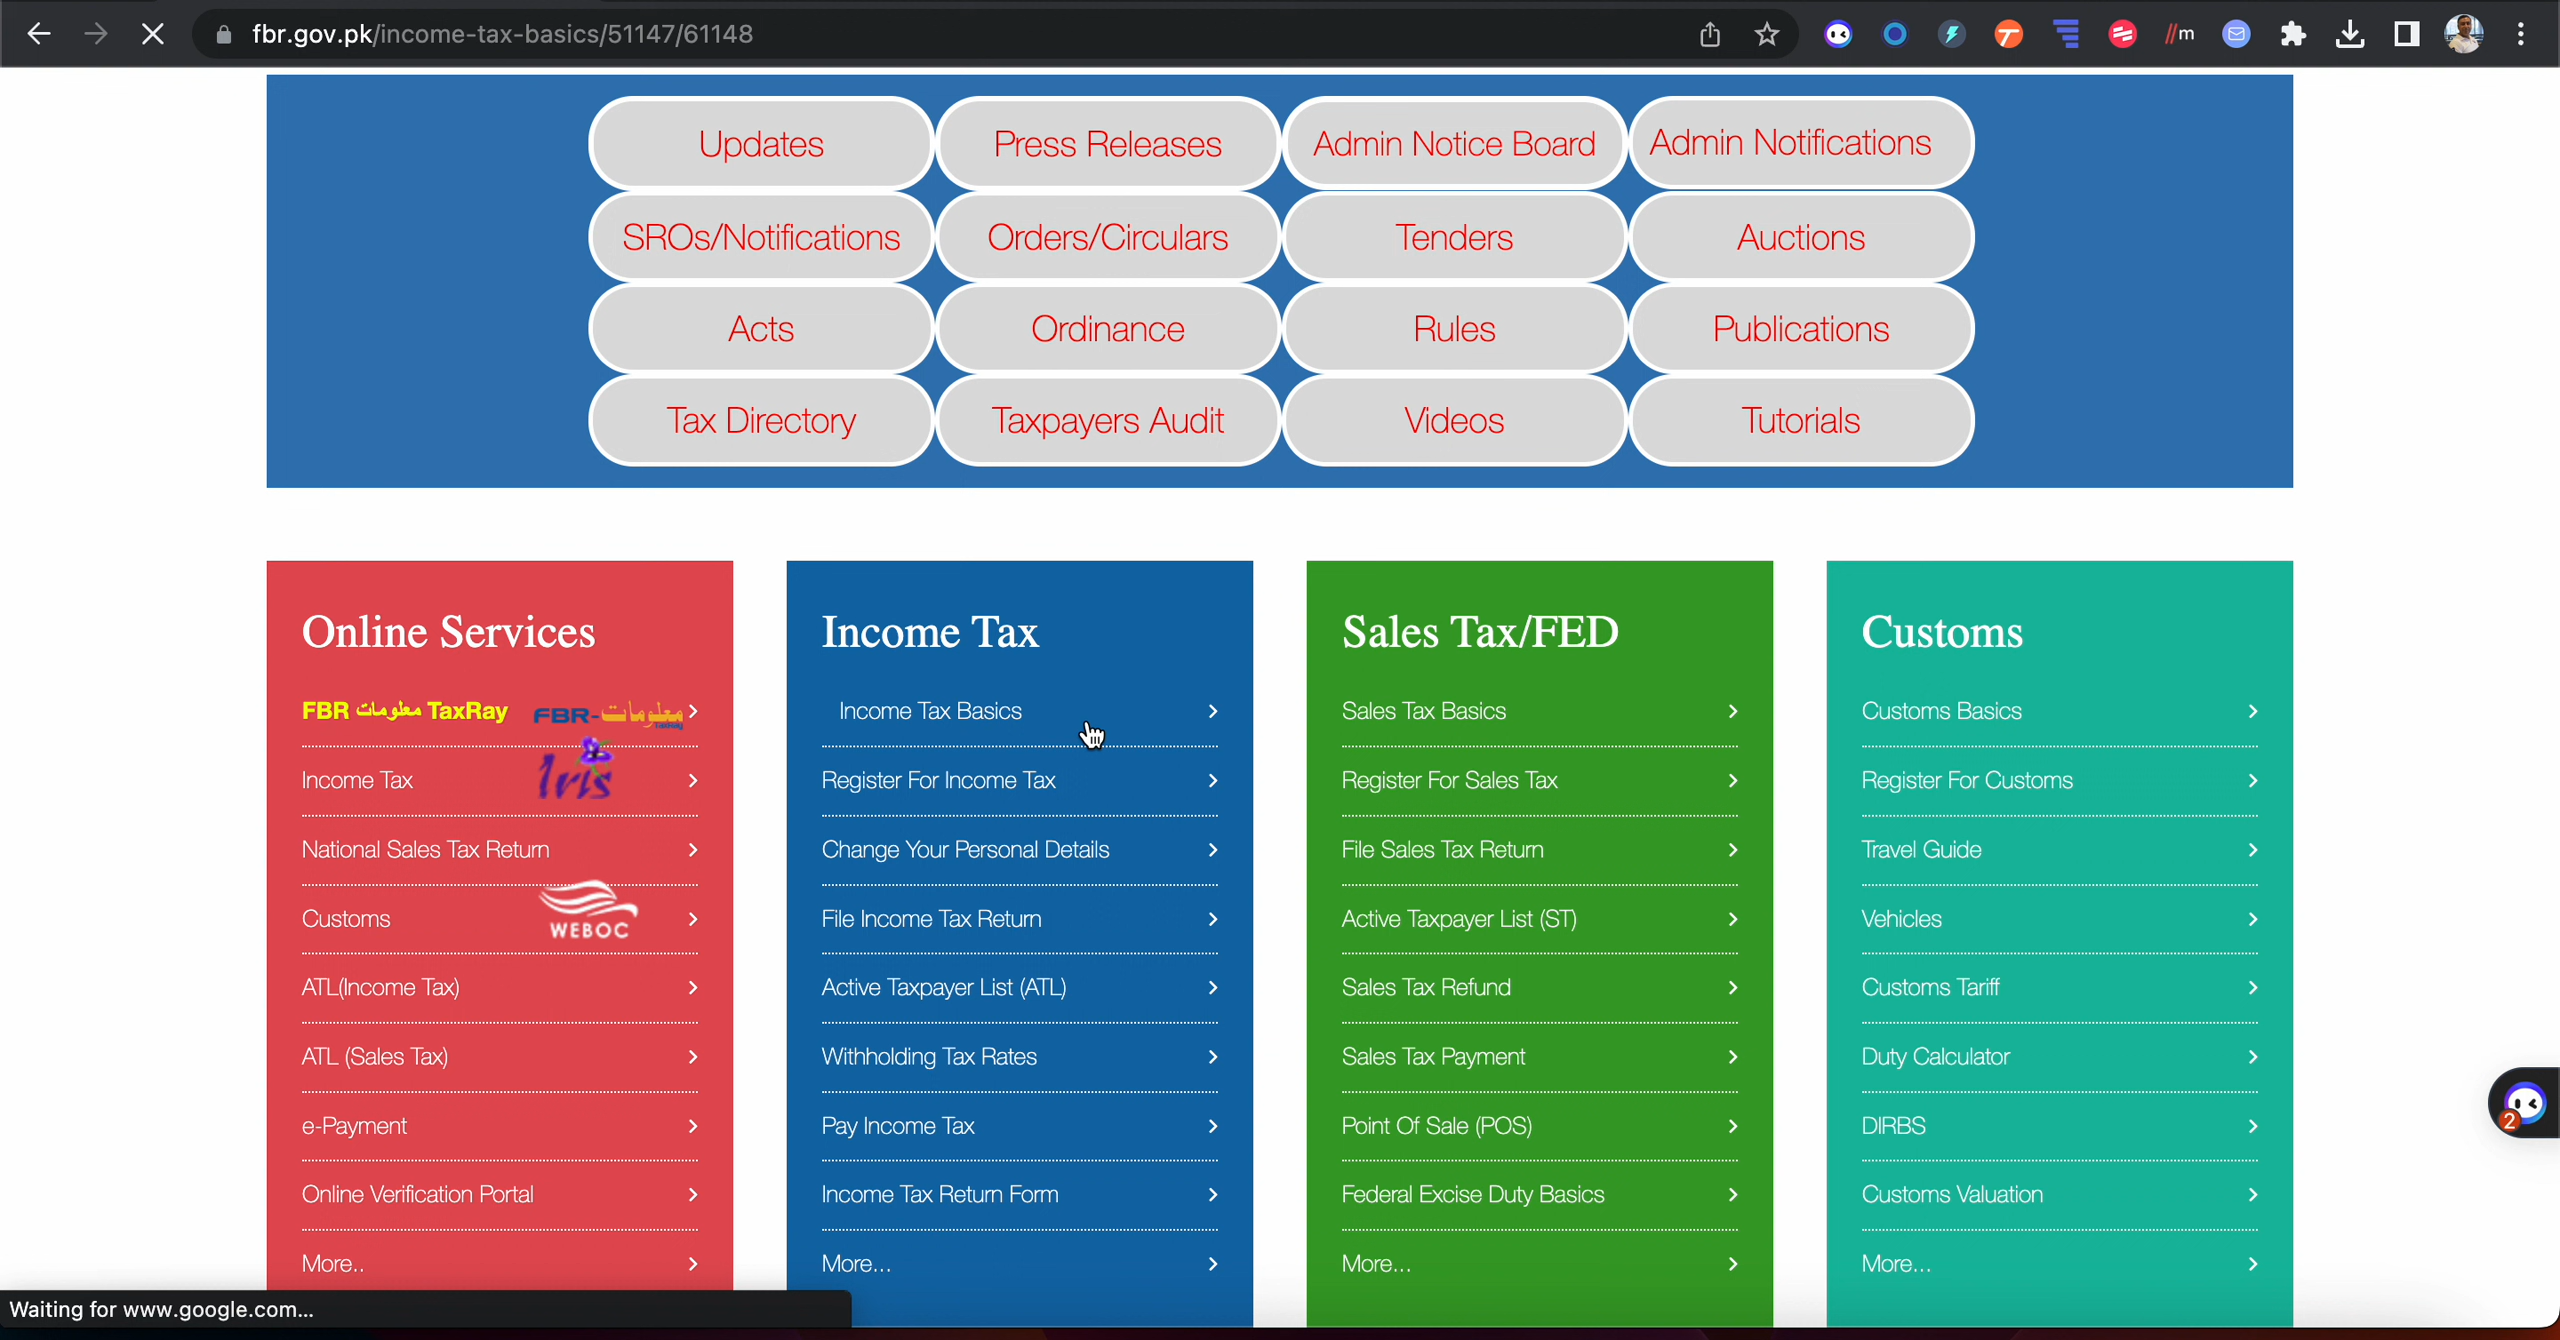 fbr.gov.pk/income-tax-basics/51147/61148
//m
Updates
Press Releases
Admin Notice Board
Admin Notifications
SROs/Notifications
Orders/Circulars
Tenders
Auctions
Acts
Ordinance
Rules
Publications
Tax Directory
Taxpayers Audit
Videos
Tutorials
Online Services
FBR معلومات TaxRay
FBR-معلومات
TaxRay
Income Tax
Iris
National Sales Tax Return
Customs
WEBOC
ATL(Income Tax)
ATL (Sales Tax)
e-Payment
Online Verification Portal
More..
Income Tax
Income Tax Basics
Register For Income Tax
Change Your Personal Details
File Income Tax Return
Active Taxpayer List (ATL)
Withholding Tax Rates
Pay Income Tax
Income Tax Return Form
More...
Sales Tax/FED
Sales Tax Basics
Register For Sales Tax
File Sales Tax Return
Active Taxpayer List (ST)
Sales Tax Refund
Sales Tax Payment
Point Of Sale (POS)
Federal Excise Duty Basics
More...
Customs
Customs Basics
Register For Customs
Travel Guide
Vehicles
Customs Tariff
Duty Calculator
DIRBS
Customs Valuation
More...
2
Waiting for www.google.com...